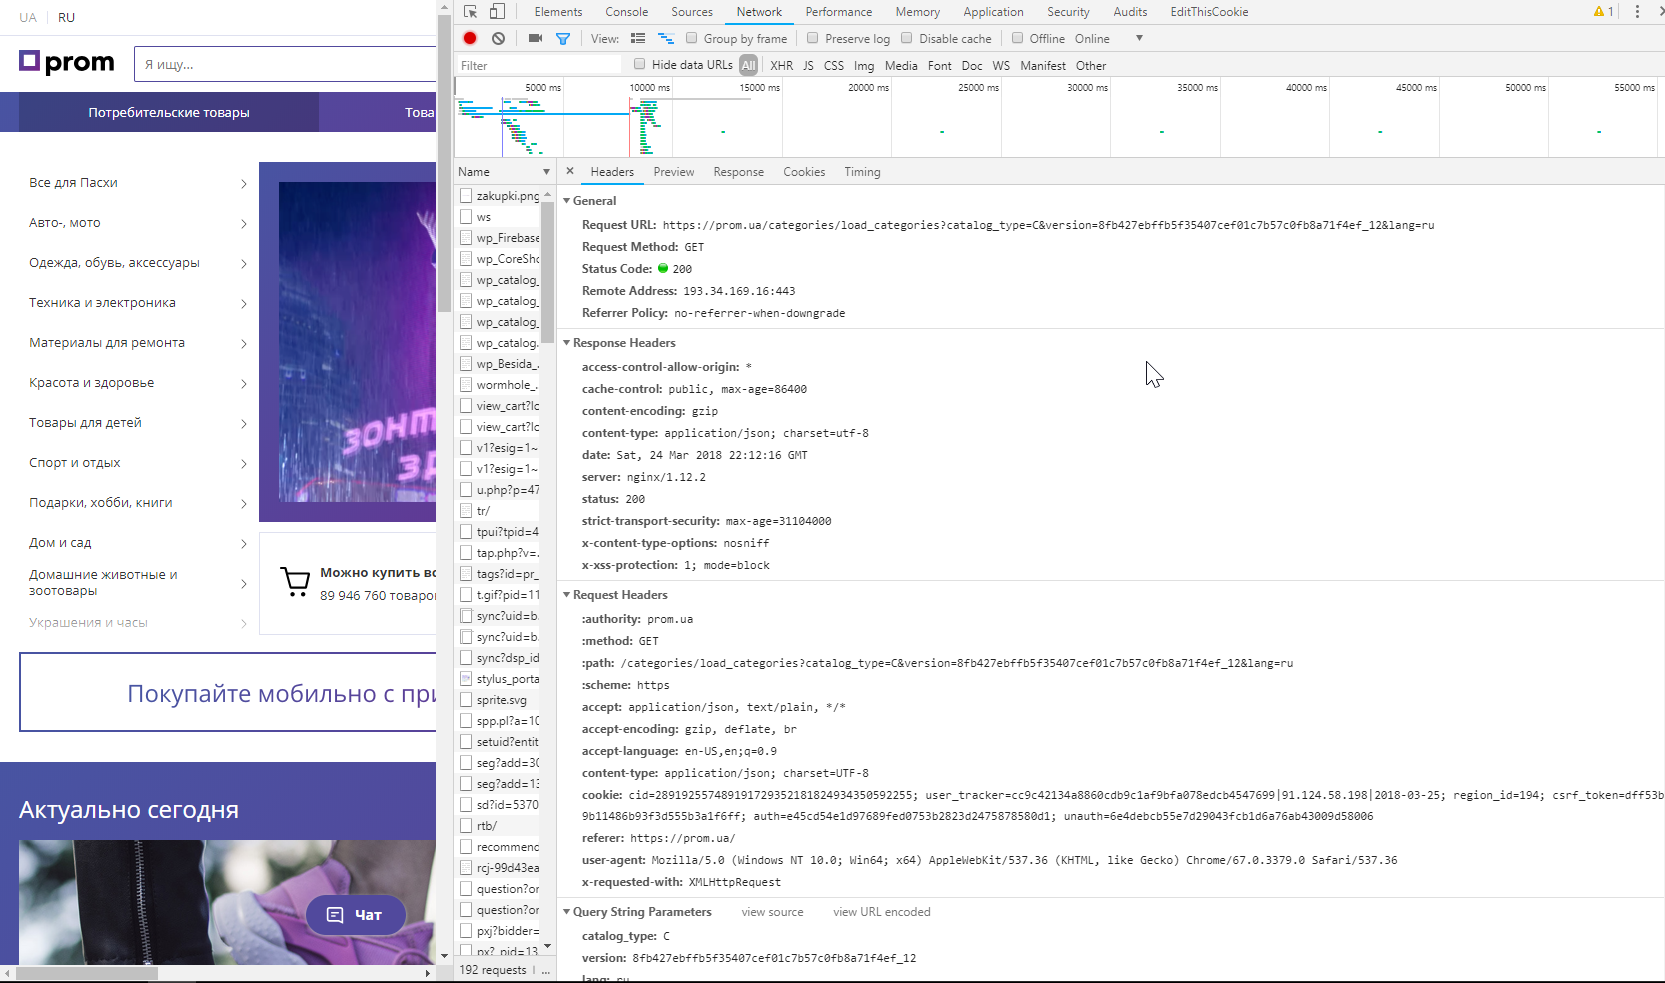 UA RU
prom
Я ищу...
Потребительские товары
Това
Все для Пасхи
Авто-, мото
Одежда, обувь, аксессуары
Техника и электроника
Материалы для ремонта
Красота и здоровье
Товары для детей
Спорт и отдых
Подарки, хобби, книги
Дом и сад
Домашние животные и
зоотовары
Украшения и часы
ЗОНТ
ЗД
Можно купить вс
89 946 760 товаро
Покупайте мобильно с при
Актуально сегодня
Чат
Elements Console Sources Network Performance Memory Application Security Audits EditThisCookie
1
View: Group by frame Preserve log Disable cache Offline Online
Filter Hide data URLs All XHR JS CSS Img Media Font Doc WS Manifest Other
5000 ms 10000 ms 15000 ms 20000 ms 25000 ms 30000 ms 35000 ms 40000 ms 45000 ms 50000 ms 55000 ms
Name
zakupki.png
ws
wp_Firebase
wp_CoreSho
wp_catalog_
wp_catalog_
wp_catalog_
wp_catalog.
wp_Besida_.
wormhole_.
view_cart?lo
view_cart?lo
v1?esig=1~
v1?esig=1~
u.php?p=47
tr/
tpui?tpid=4
tap.php?v=.
tags?id=pr_
t.gif?pid=11
sync?uid=b.
sync?uid=b.
sync?dsp_id
stylus_porta
sprite.svg
spp.pl?a=10
setuid?entit
seg?add=30
seg?add=13
sd?id=5370
rtb/
recommend
rcj-99d43ea
question?or
question?or
pxj?bidder=
px?_pid=13
192 requests ...
Headers Preview Response Cookies Timing
General
Request URL: https://prom.ua/categories/load_categories?catalog_type=C&version=8fb427ebffb5f35407cef01c7b57c0fb8a71f4ef_12&lang=ru
Request Method: GET
Status Code: 200
Remote Address: 193.34.169.16:443
Referrer Policy: no-referrer-when-downgrade
Response Headers
access-control-allow-origin: *
cache-control: public, max-age=86400
content-encoding: gzip
content-type: application/json; charset=utf-8
date: Sat, 24 Mar 2018 22:12:16 GMT
server: nginx/1.12.2
status: 200
strict-transport-security: max-age=31104000
x-content-type-options: nosniff
x-xss-protection: 1; mode=block
Request Headers
:authority: prom.ua
:method: GET
:path: /categories/load_categories?catalog_type=C&version=8fb427ebffb5f35407cef01c7b57c0fb8a71f4ef_12&lang=ru
:scheme: https
accept: application/json, text/plain, */*
accept-encoding: gzip, deflate, br
accept-language: en-US,en;q=0.9
content-type: application/json; charset=UTF-8
cookie: cid=289192557489191729352181824934350592255; user_tracker=cc9c42134a8860cdb9c1af9bfa078edcb4547699|91.124.58.198|2018-03-25; region_id=194; csrf_token=dff53b
9b11486b93f3d555b3a1f6ff; auth=e45cd54e1d97689fed0753b2823d2475878580d1; unauth=6e4debcb55e7d29043fcb1d6a76ab43009d58006
referer: https://prom.ua/
user-agent: Mozilla/5.0 (Windows NT 10.0; Win64; x64) AppleWebKit/537.36 (KHTML, like Gecko) Chrome/67.0.3379.0 Safari/537.36
x-requested-with: XMLHttpRequest
Query String Parameters view source view URL encoded
catalog_type: C
version: 8fb427ebffb5f35407cef01c7b57c0fb8a71f4ef_12
lang: ru